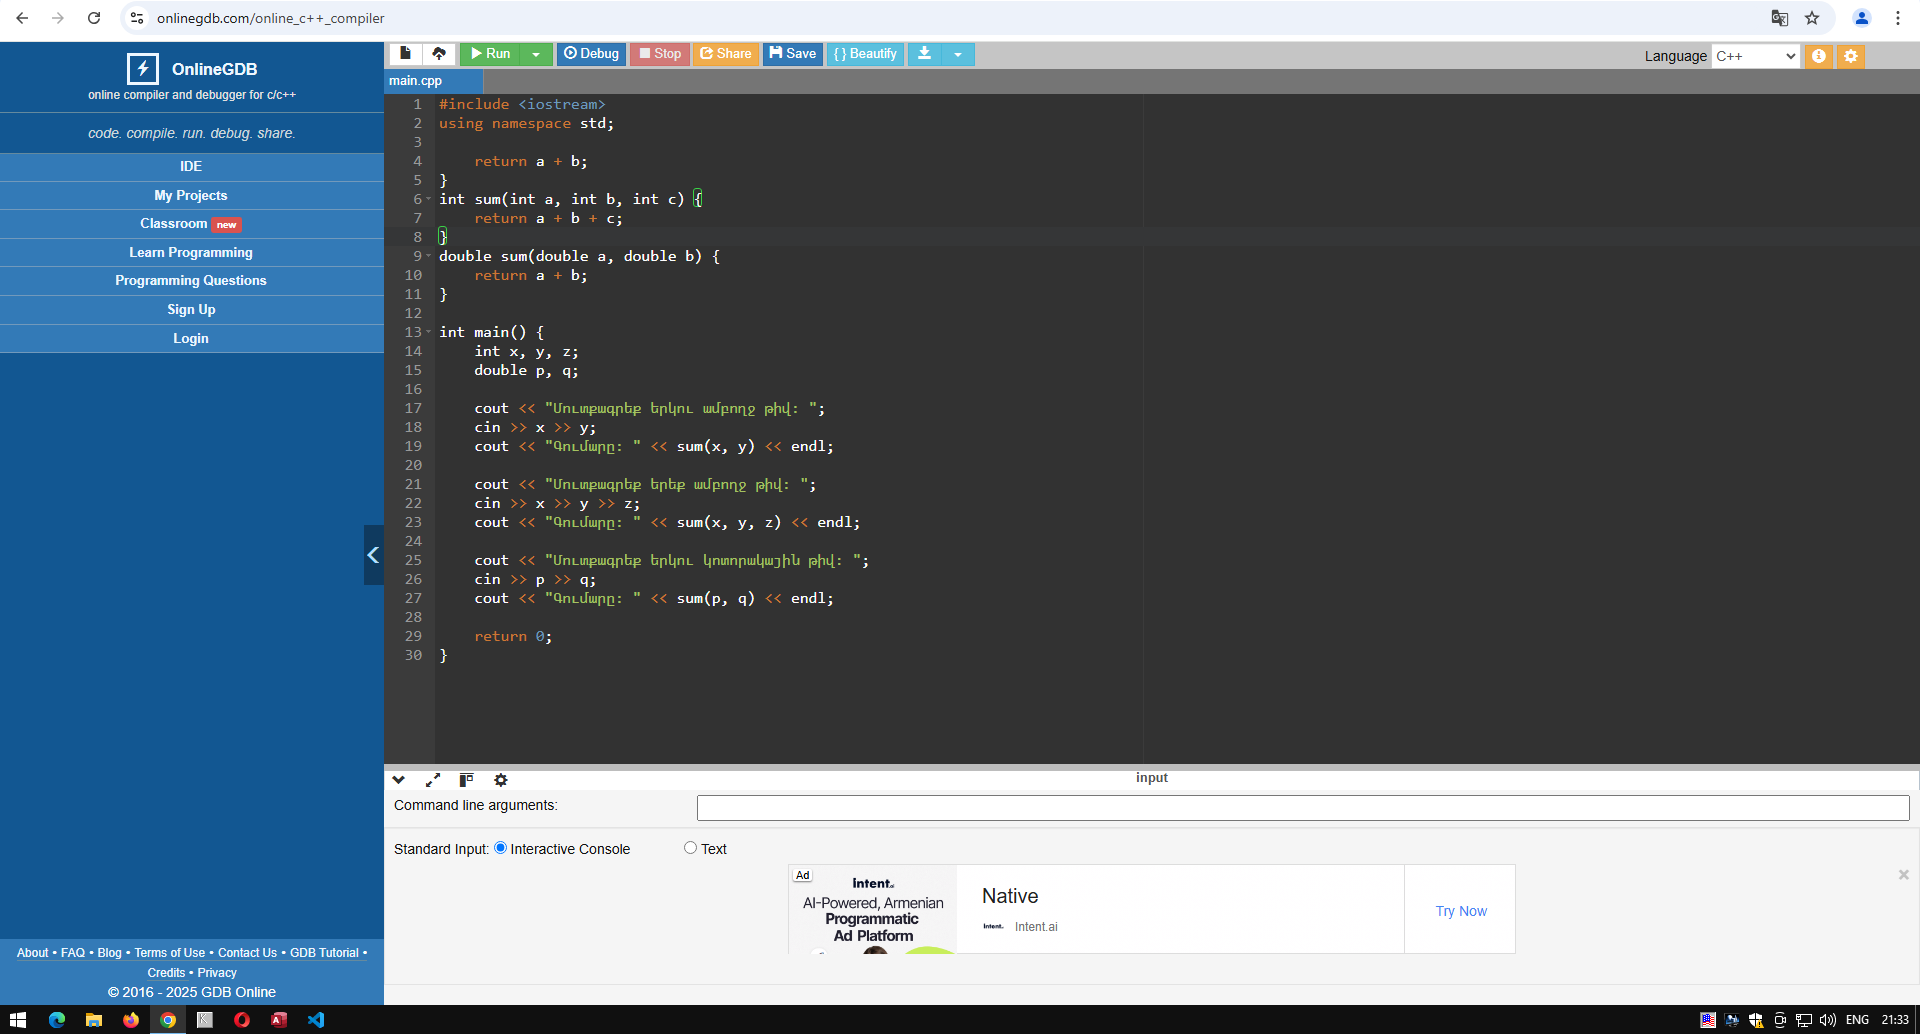 onlinegdb.com/online_c++_compiler
OnlineGDB
online compiler and debugger for c/c++
code. compile. run. debug. share.
IDE
My Projects
Classroom new
Learn Programming
Programming Questions
Sign Up
Login
About • FAQ • Blog • Terms of Use • Contact Us • GDB Tutorial •
Credits • Privacy
© 2016 - 2025 GDB Online
Run Debug Stop Share Save { } Beautify Language C++
main.cpp
1 #include <iostream>
2 using namespace std;
3
4 return a + b;
5 }
6 int sum(int a, int b, int c) {
7 return a + b + c;
8 }
9 double sum(double a, double b) {
10 return a + b;
11 }
12
13 int main() {
14 int x, y, z;
15 double p, q;
16
17 cout << "Մուտքագրեք երկու ամբողջ թիվ: ";
18 cin >> x >> y;
19 cout << "Գումարը: " << sum(x, y) << endl;
20
21 cout << "Մուտքագրեք երեք ամբողջ թիվ: ";
22 cin >> x >> y >> z;
23 cout << "Գումարը: " << sum(x, y, z) << endl;
24
25 cout << "Մուտքագրեք երկու կոտորակային թիվ: ";
26 cin >> p >> q;
27 cout << "Գումարը: " << sum(p, q) << endl;
28
29 return 0;
30 }
input
Command line arguments:
Standard Input: Interactive Console Text
Ad
intent.
AI-Powered, Armenian
Programmatic
Ad Platform
Native
intent. Intent.ai
Try Now
ENG 21:33